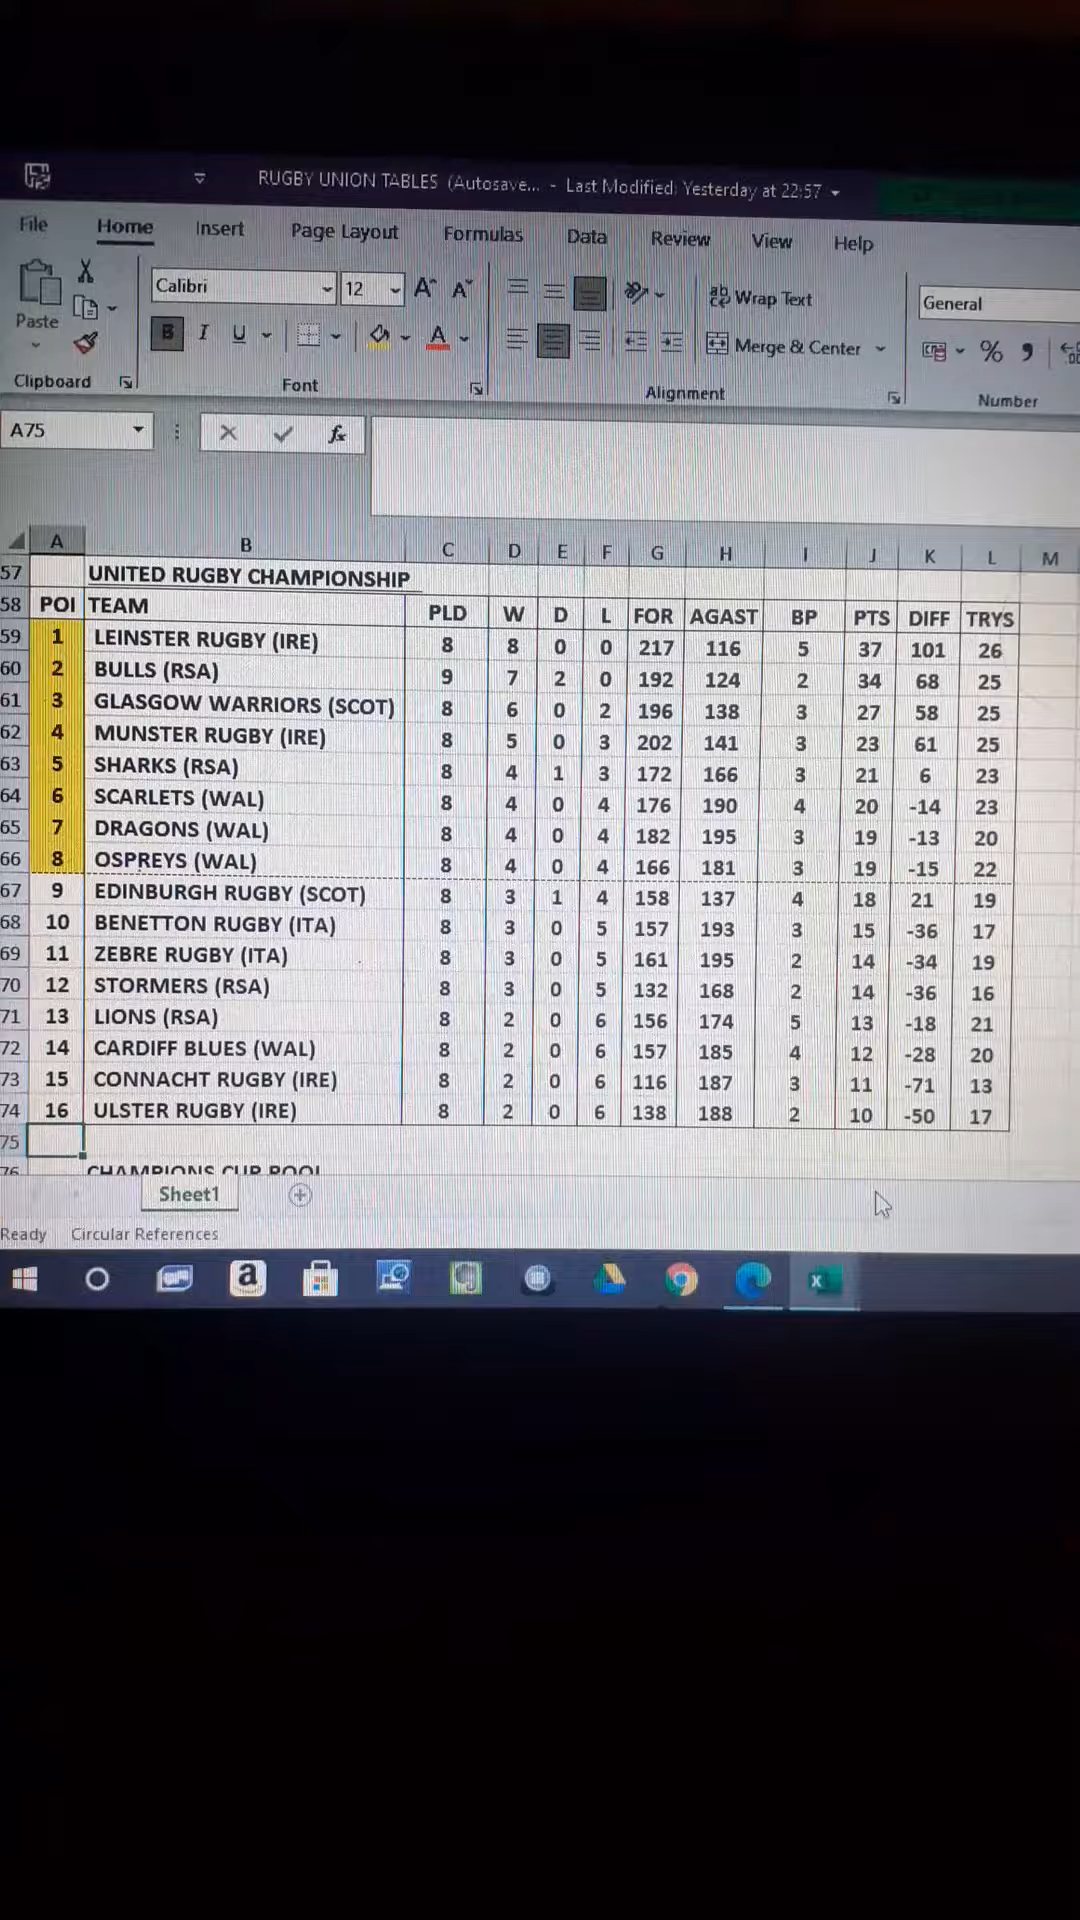 RUGBY UNION TABLES (Autosave... - Last Modified: Yesterday at 22:57
File Home Insert Page Layout Formulas Data Review View Help
Calibri 12 A A ab Wrap Text General
Paste B I U A Merge & Center % 9
Clipboard Font Alignment Number
A75 fx
A B C D E F G H I J K L M
57 UNITED RUGBY CHAMPIONSHIP
58 POI TEAM PLD W D L FOR AGAST BP PTS DIFF TRYS
59 1 LEINSTER RUGBY (IRE) 8 8 0 0 217 116 5 37 101 26
60 2 BULLS (RSA) 9 7 2 0 192 124 2 34 68 25
61 3 GLASGOW WARRIORS (SCOT) 8 6 0 2 196 138 3 27 58 25
62 4 MUNSTER RUGBY (IRE) 8 5 0 3 202 141 3 23 61 25
63 5 SHARKS (RSA) 8 4 1 3 172 166 3 21 6 23
64 6 SCARLETS (WAL) 8 4 0 4 176 190 4 20 -14 23
65 7 DRAGONS (WAL) 8 4 0 4 182 195 3 19 -13 20
66 8 OSPREYS (WAL) 8 4 0 4 166 181 3 19 -15 22
67 9 EDINBURGH RUGBY (SCOT) 8 3 1 4 158 137 4 18 21 19
68 10 BENETTON RUGBY (ITA) 8 3 0 5 157 193 3 15 -36 17
69 11 ZEBRE RUGBY (ITA) 8 3 0 5 161 195 2 14 -34 19
70 12 STORMERS (RSA) 8 3 0 5 132 168 2 14 -36 16
71 13 LIONS (RSA) 8 2 0 6 156 174 5 13 -18 21
72 14 CARDIFF BLUES (WAL) 8 2 0 6 157 185 4 12 -28 20
73 15 CONNACHT RUGBY (IRE) 8 2 0 6 116 187 3 11 -71 13
74 16 ULSTER RUGBY (IRE) 8 2 0 6 138 188 2 10 -50 17
75
76 CHAMPIONS CUP POOL
Sheet1
Ready Circular References